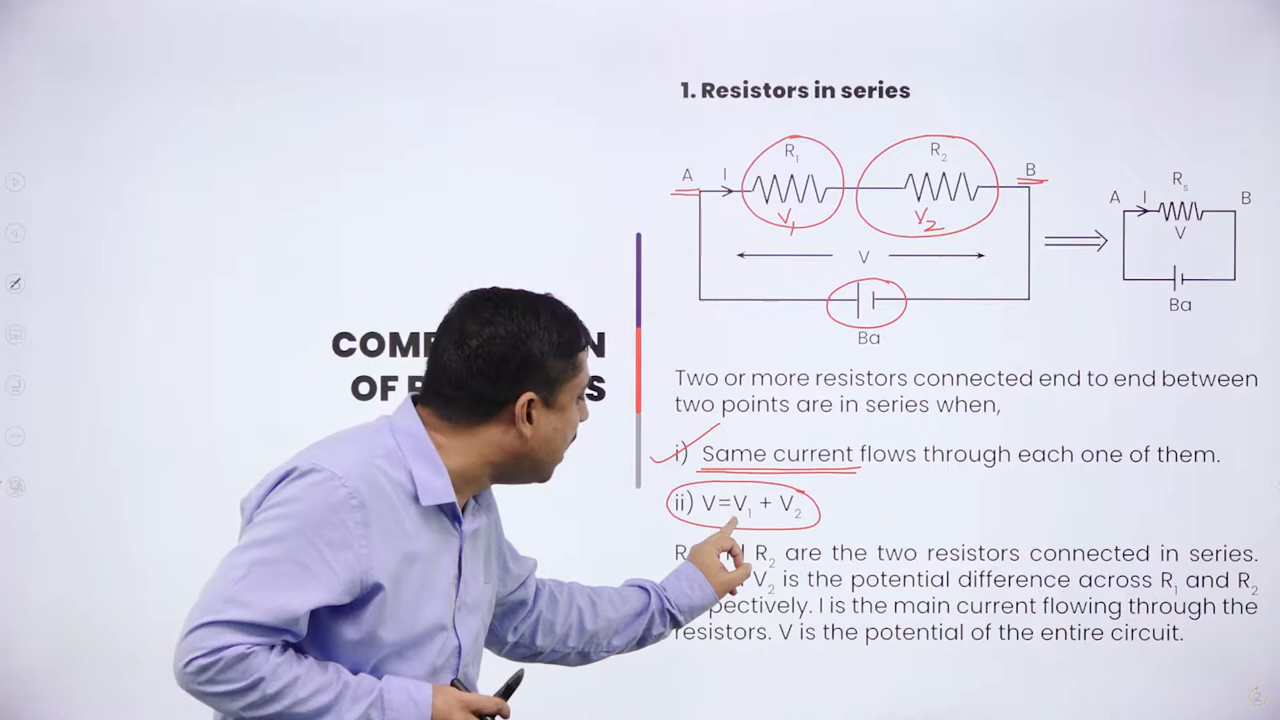 1. Resistors in series
R1 R2
A I B
V1 V2
V
Ba
Rs
A I B
V
Ba
Two or more resistors connected end to end between
two points are in series when,
i) Same current flows through each one of them.
ii) V=V1 + V2
R2 are the two resistors connected in series.
V2 is the potential difference across R1 and R2
I is the main current flowing through the
resistors. V is the potential of the entire circuit.